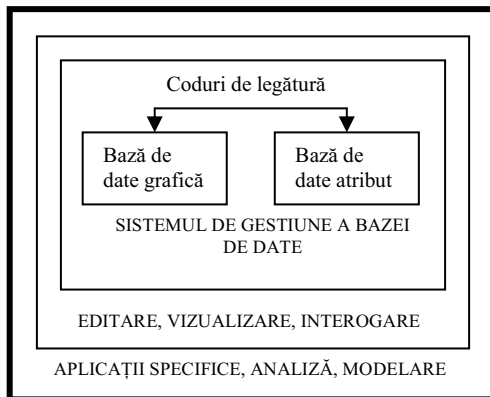 Coduri de legătură
Bază de
date grafică
Bază de
date atribut
SISTEMUL DE GESTIUNE A BAZEI
DE DATE
EDITARE, VIZUALIZARE, INTEROGARE
APLICAȚII SPECIFICE, ANALIZĂ, MODELARE